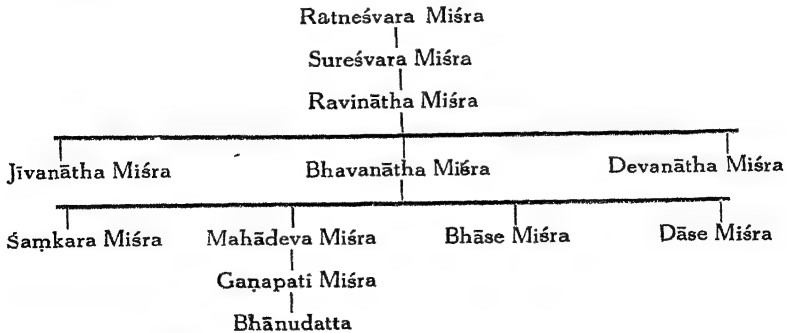 Ratneśvara Miśra
Sureśvara Miśra
Ravinātha Miśra
Jīvanātha Miśra Bhavanātha Miśra Devanātha Miśra
Śaṃkara Miśra Mahādeva Miśra Bhāse Miśra Dāse Miśra
Gaṇapati Miśra
Bhānudatta